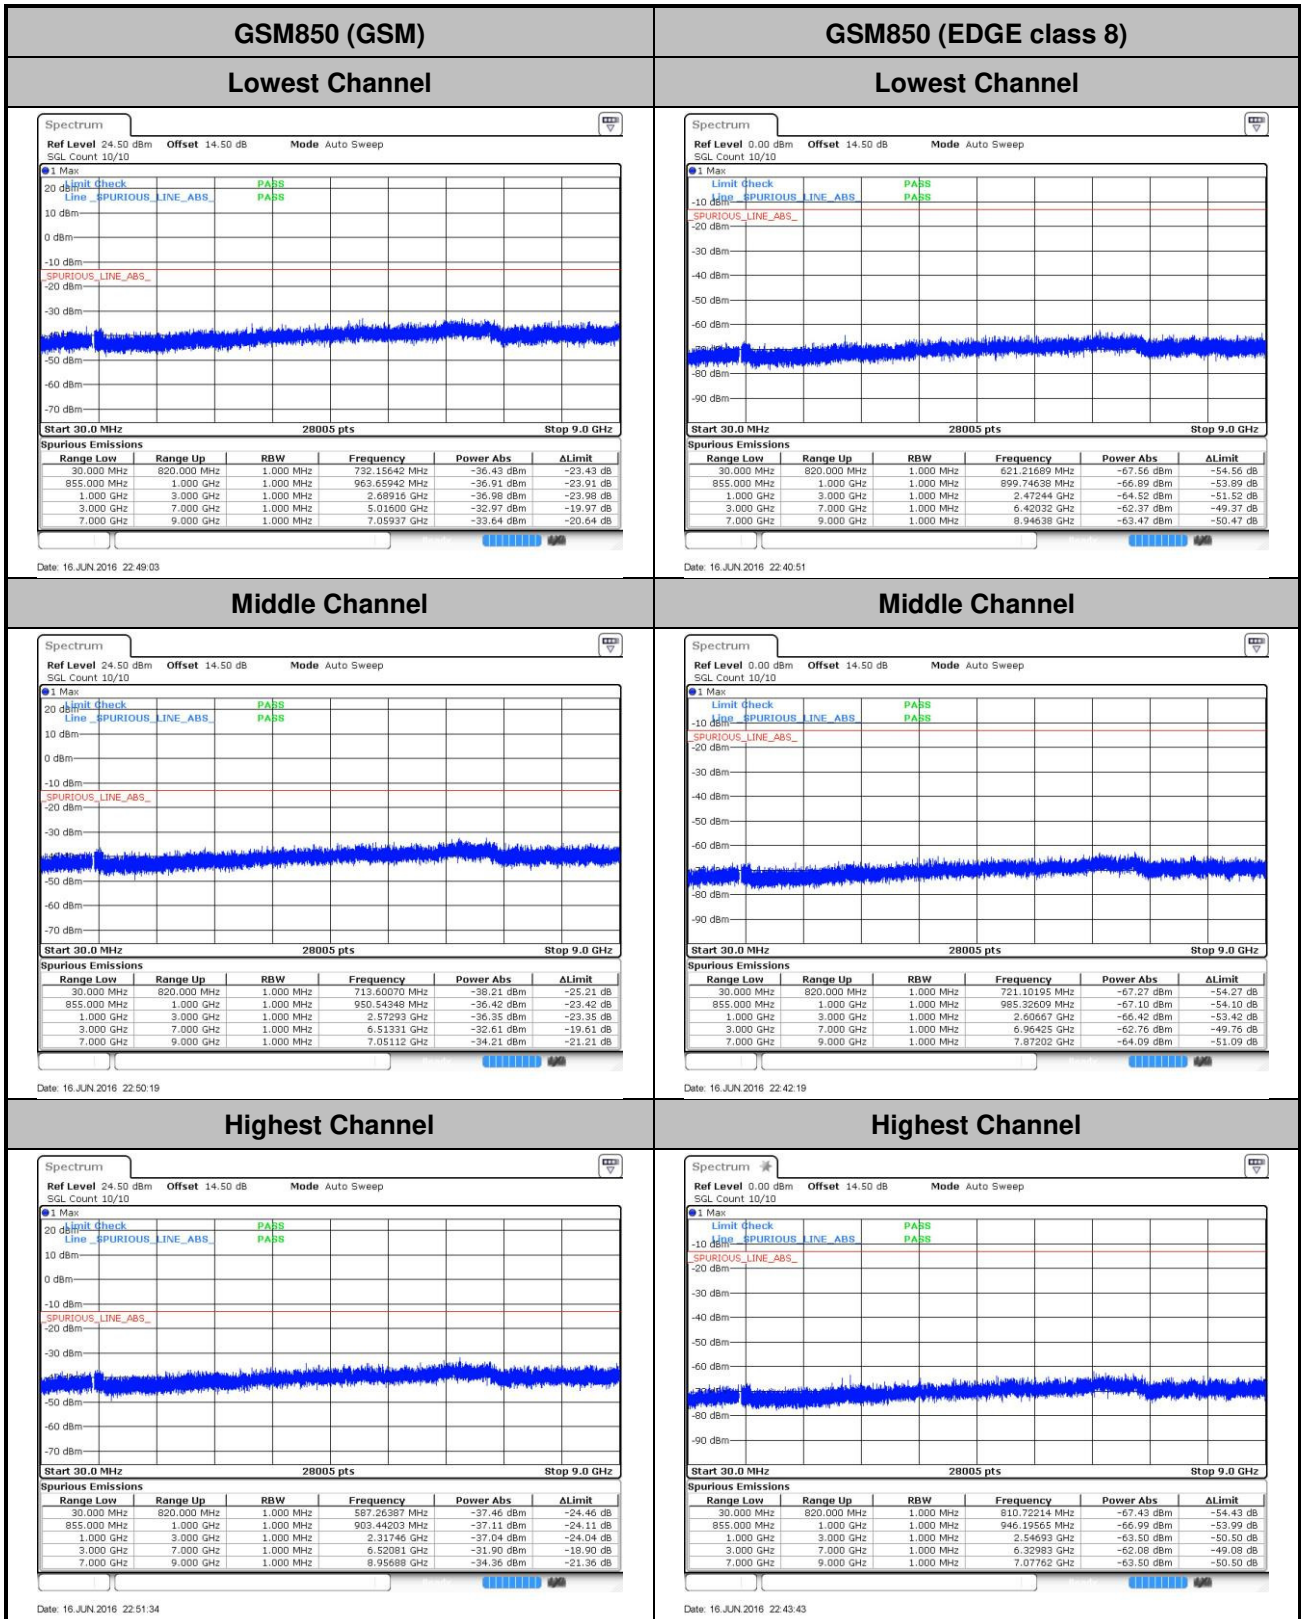 GSM850 (GSM)
GSM850 (EDGE class 8)
Lowest Channel
Lowest Channel
Spectrum
Ref Level 24.50 dBm Offset 14.50 dB Mode Auto Sweep
SGL Count 10/10
1 Max
Limit Check PASS
Line _SPURIOUS_LINE_ABS_ PASS
20 dBm
10 dBm
0 dBm
-10 dBm
_SPURIOUS_LINE_ABS_
-20 dBm
-30 dBm
-50 dBm
-60 dBm
-70 dBm
Start 30.0 MHz 28005 pts Stop 9.0 GHz
Spurious Emissions
Range Low Range Up RBW Frequency Power Abs ΔLimit
30.000 MHz 820.000 MHz 1.000 MHz 732.15642 MHz -36.43 dBm -23.43 dB
855.000 MHz 1.000 GHz 1.000 MHz 963.65942 MHz -36.91 dBm -23.91 dB
1.000 GHz 3.000 GHz 1.000 MHz 2.68916 GHz -36.98 dBm -23.98 dB
3.000 GHz 7.000 GHz 1.000 MHz 5.01600 GHz -32.97 dBm -19.97 dB
7.000 GHz 9.000 GHz 1.000 MHz 7.05937 GHz -33.64 dBm -20.64 dB
Date: 16.JUN.2016 22:49:03
Spectrum
Ref Level 0.00 dBm Offset 14.50 dB Mode Auto Sweep
SGL Count 10/10
1 Max
Limit Check PASS
Line _SPURIOUS_LINE_ABS_ PASS
-10 dBm
_SPURIOUS_LINE_ABS_
-20 dBm
-30 dBm
-40 dBm
-50 dBm
-60 dBm
-80 dBm
-90 dBm
Start 30.0 MHz 28005 pts Stop 9.0 GHz
Spurious Emissions
Range Low Range Up RBW Frequency Power Abs ΔLimit
30.000 MHz 820.000 MHz 1.000 MHz 621.21689 MHz -67.56 dBm -54.56 dB
855.000 MHz 1.000 GHz 1.000 MHz 899.74638 MHz -66.89 dBm -53.89 dB
1.000 GHz 3.000 GHz 1.000 MHz 2.47244 GHz -64.52 dBm -51.52 dB
3.000 GHz 7.000 GHz 1.000 MHz 6.42032 GHz -62.37 dBm -49.37 dB
7.000 GHz 9.000 GHz 1.000 MHz 8.94638 GHz -63.47 dBm -50.47 dB
Date: 16.JUN.2016 22:40:51
Middle Channel
Middle Channel
Spectrum
Ref Level 24.50 dBm Offset 14.50 dB Mode Auto Sweep
SGL Count 10/10
1 Max
Limit Check PASS
Line _SPURIOUS_LINE_ABS_ PASS
20 dBm
10 dBm
0 dBm
-10 dBm
_SPURIOUS_LINE_ABS_
-20 dBm
-30 dBm
-50 dBm
-60 dBm
-70 dBm
Start 30.0 MHz 28005 pts Stop 9.0 GHz
Spurious Emissions
Range Low Range Up RBW Frequency Power Abs ΔLimit
30.000 MHz 820.000 MHz 1.000 MHz 713.60070 MHz -38.21 dBm -25.21 dB
855.000 MHz 1.000 GHz 1.000 MHz 950.54348 MHz -36.42 dBm -23.42 dB
1.000 GHz 3.000 GHz 1.000 MHz 2.57293 GHz -36.35 dBm -23.35 dB
3.000 GHz 7.000 GHz 1.000 MHz 6.51331 GHz -32.61 dBm -19.61 dB
7.000 GHz 9.000 GHz 1.000 MHz 7.05112 GHz -34.21 dBm -21.21 dB
Date: 16.JUN.2016 22:50:19
Spectrum
Ref Level 0.00 dBm Offset 14.50 dB Mode Auto Sweep
SGL Count 10/10
1 Max
Limit Check PASS
Line _SPURIOUS_LINE_ABS_ PASS
-10 dBm
_SPURIOUS_LINE_ABS_
-20 dBm
-30 dBm
-40 dBm
-50 dBm
-60 dBm
-80 dBm
-90 dBm
Start 30.0 MHz 28005 pts Stop 9.0 GHz
Spurious Emissions
Range Low Range Up RBW Frequency Power Abs ΔLimit
30.000 MHz 820.000 MHz 1.000 MHz 721.10195 MHz -67.27 dBm -54.27 dB
855.000 MHz 1.000 GHz 1.000 MHz 985.32609 MHz -67.10 dBm -54.10 dB
1.000 GHz 3.000 GHz 1.000 MHz 2.60667 GHz -66.42 dBm -53.42 dB
3.000 GHz 7.000 GHz 1.000 MHz 6.96425 GHz -62.76 dBm -49.76 dB
7.000 GHz 9.000 GHz 1.000 MHz 7.87202 GHz -64.09 dBm -51.09 dB
Date: 16.JUN.2016 22:42:19
Highest Channel
Highest Channel
Spectrum
Ref Level 24.50 dBm Offset 14.50 dB Mode Auto Sweep
SGL Count 10/10
1 Max
Limit Check PASS
Line _SPURIOUS_LINE_ABS_ PASS
20 dBm
10 dBm
0 dBm
-10 dBm
_SPURIOUS_LINE_ABS_
-20 dBm
-30 dBm
-50 dBm
-60 dBm
-70 dBm
Start 30.0 MHz 28005 pts Stop 9.0 GHz
Spurious Emissions
Range Low Range Up RBW Frequency Power Abs ΔLimit
30.000 MHz 820.000 MHz 1.000 MHz 587.26387 MHz -37.46 dBm -24.46 dB
855.000 MHz 1.000 GHz 1.000 MHz 903.44203 MHz -37.11 dBm -24.11 dB
1.000 GHz 3.000 GHz 1.000 MHz 2.31746 GHz -37.04 dBm -24.04 dB
3.000 GHz 7.000 GHz 1.000 MHz 6.52081 GHz -31.90 dBm -18.90 dB
7.000 GHz 9.000 GHz 1.000 MHz 8.95688 GHz -34.36 dBm -21.36 dB
Date: 16.JUN.2016 22:51:34
Spectrum
Ref Level 0.00 dBm Offset 14.50 dB Mode Auto Sweep
SGL Count 10/10
1 Max
Limit Check PASS
Line _SPURIOUS_LINE_ABS_ PASS
-10 dBm
_SPURIOUS_LINE_ABS_
-20 dBm
-30 dBm
-40 dBm
-50 dBm
-60 dBm
-80 dBm
-90 dBm
Start 30.0 MHz 28005 pts Stop 9.0 GHz
Spurious Emissions
Range Low Range Up RBW Frequency Power Abs ΔLimit
30.000 MHz 820.000 MHz 1.000 MHz 810.72214 MHz -67.43 dBm -54.43 dB
855.000 MHz 1.000 GHz 1.000 MHz 946.19565 MHz -66.99 dBm -53.99 dB
1.000 GHz 3.000 GHz 1.000 MHz 2.54693 GHz -63.50 dBm -50.50 dB
3.000 GHz 7.000 GHz 1.000 MHz 6.32983 GHz -62.08 dBm -49.08 dB
7.000 GHz 9.000 GHz 1.000 MHz 7.07762 GHz -63.50 dBm -50.50 dB
Date: 16.JUN.2016 22:43:43